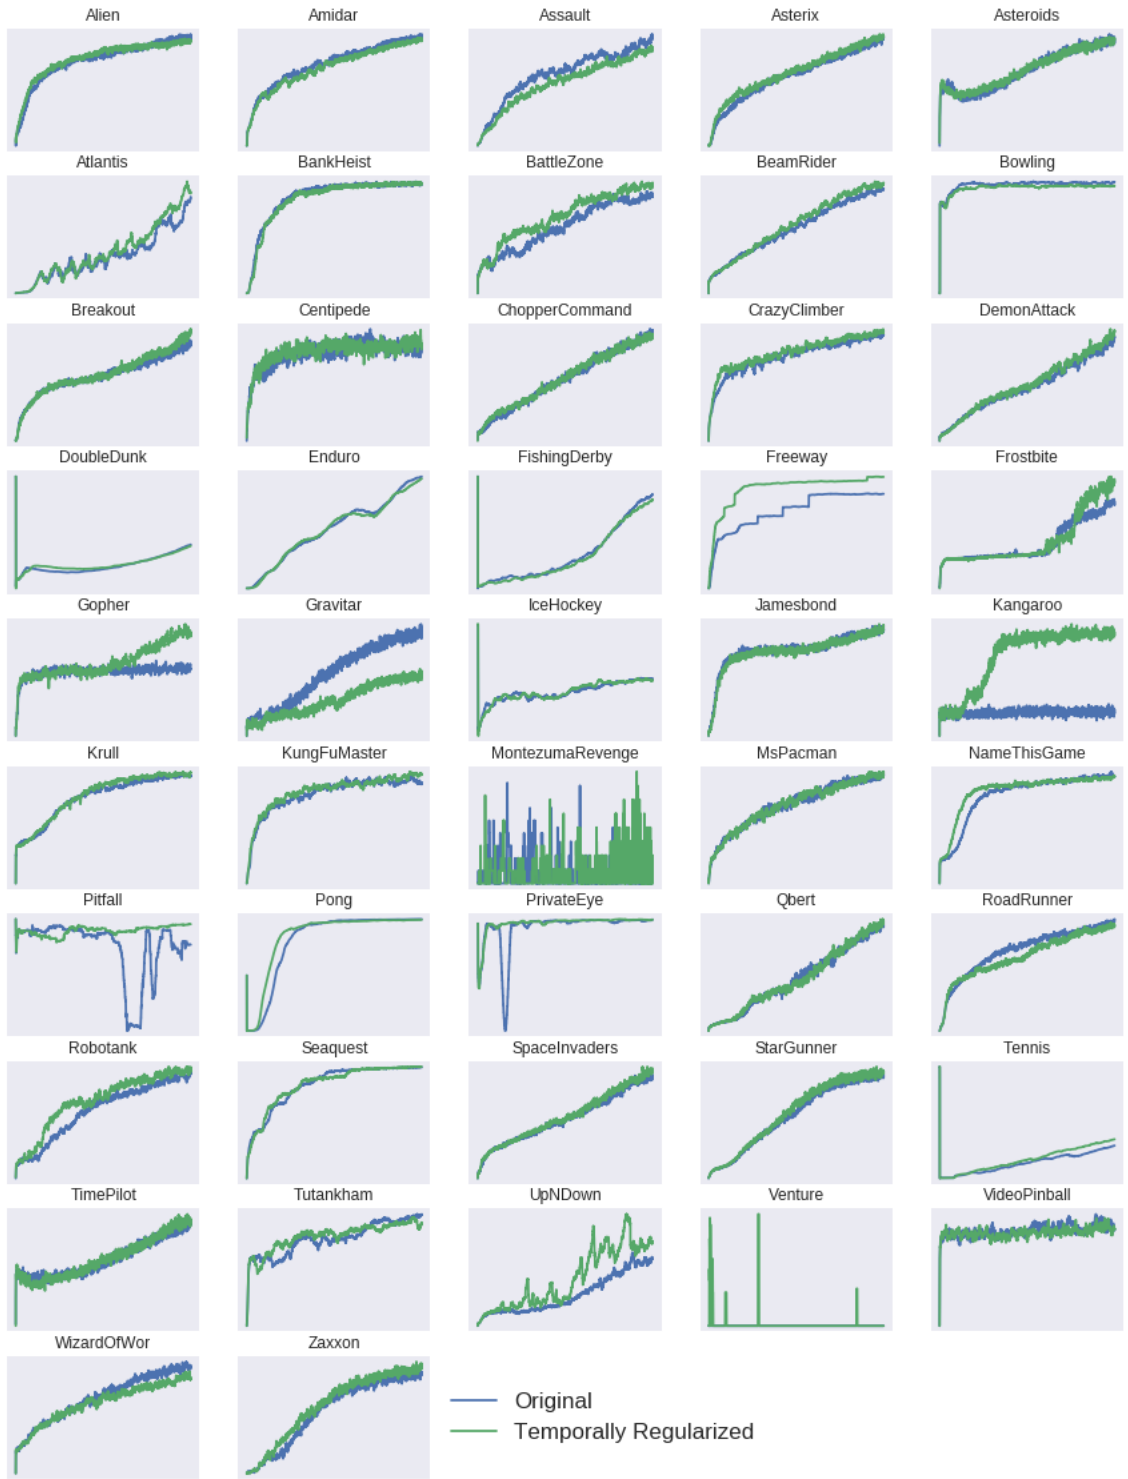 Alien Amidar Assault Asterix Asteroids
Atlantis BankHeist BattleZone BeamRider Bowling
Breakout Centipede ChopperCommand CrazyClimber DemonAttack
DoubleDunk Enduro FishingDerby Freeway Frostbite
Gopher Gravitar IceHockey Jamesbond Kangaroo
Krull KungFuMaster MontezumaRevenge MsPacman NameThisGame
Pitfall Pong PrivateEye Qbert RoadRunner
Robotank Seaquest SpaceInvaders StarGunner Tennis
TimePilot Tutankham UpNDown Venture VideoPinball
WizardOfWor Zaxxon
Original
Temporally Regularized